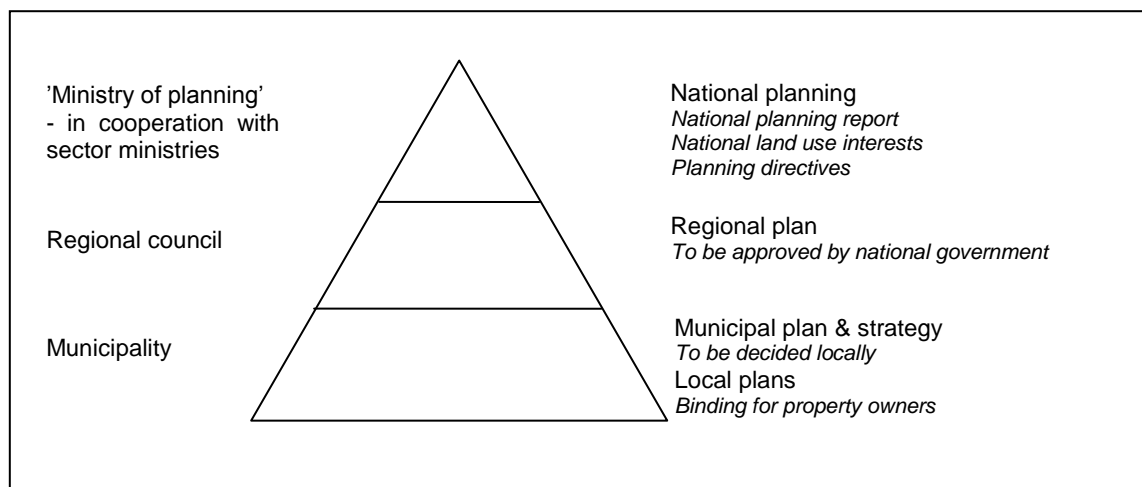 ’Ministry of planning’
- in cooperation with
sector ministries
National planning
National planning report
National land use interests
Planning directives
Regional council
Regional plan
To be approved by national government
Municipality
Municipal plan & strategy
To be decided locally
Local plans
Binding for property owners